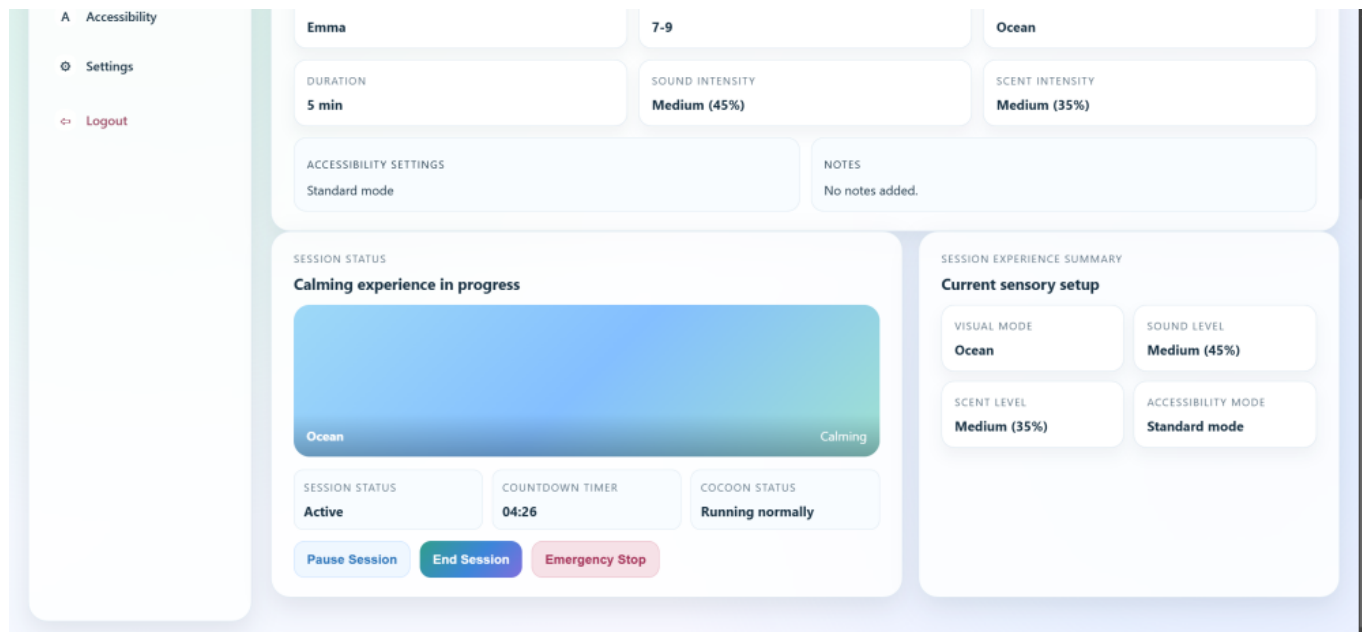 A Accessibility
Settings
Logout
Emma
7-9
Ocean
DURATION
5 min
SOUND INTENSITY
Medium (45%)
SCENT INTENSITY
Medium (35%)
ACCESSIBILITY SETTINGS
Standard mode
NOTES
No notes added.
SESSION STATUS
Calming experience in progress
Ocean
Calming
SESSION STATUS
Active
COUNTDOWN TIMER
04:26
COCOON STATUS
Running normally
Pause Session
End Session
Emergency Stop
SESSION EXPERIENCE SUMMARY
Current sensory setup
VISUAL MODE
Ocean
SOUND LEVEL
Medium (45%)
SCENT LEVEL
Medium (35%)
ACCESSIBILITY MODE
Standard mode